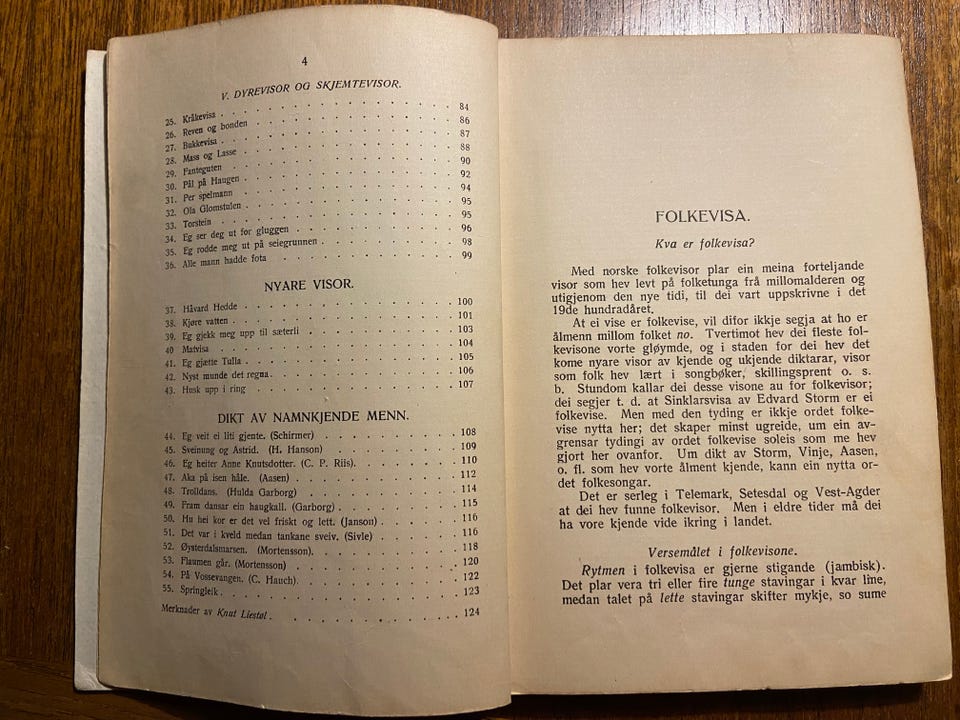 4
V. DYREVISOR OG SKJEMTEVISOR.
25. Kråkevisa . . . . . . . . . . . . 84
26. Reven og bonden . . . . . . . . . . . . 86
27. Bukkevisa . . . . . . . . . . . . 87
28. Mass og Lasse . . . . . . . . . . . . 88
29. Fanteguten . . . . . . . . . . . . 90
30. Pål på Haugen . . . . . . . . . . . . 92
31. Per spelmann . . . . . . . . . . . . 94
32. Ola Glomstulen . . . . . . . . . . . . 95
33. Torstein . . . . . . . . . . . . 95
34. Eg ser deg ut for gluggen . . . . . . . . . . 96
35. Eg rodde meg ut på seiegrunnen . . . . . . . . 98
36. Alle mann hadde fota . . . . . . . . . . 99
NYARE VISOR.
37. Håvard Hedde . . . . . . . . . . . . 100
38. Kjøre vatten . . . . . . . . . . . . 101
39. Eg gjekk meg upp til sæterli . . . . . . . . . 103
40 Matvisa . . . . . . . . . . . . 104
41. Eg gjætte Tulla . . . . . . . . . . . . 105
42. Nyst munde det regna . . . . . . . . . . . 106
43. Husk upp i ring . . . . . . . . . . . . 107
DIKT AV NAMNKJENDE MENN.
44. Eg veit ei liti gjente. (Schirmer) . . . . . . . . 108
45. Sveinung og Astrid. (H. Hanson) . . . . . . . . 109
46. Eg heiter Anne Knutsdotter. (C. P. Riis). . . . . . 110
47. Aka på isen håle. (Aasen) . . . . . . . . . 112
48. Trolldans. (Hulda Garborg) . . . . . . . . . 114
49. Fram dansar ein haugkall. (Garborg) . . . . . . . 115
50. Hu hei kor er det vel friskt og lett. (Janson) . . . . 116
51. Det var i kveld medan tankane sveiv. (Sivle) . . . . 116
52. Øysterdalsmarsen. (Mortensson). . . . . . . . 118
53. Flaumen går. (Mortensson) . . . . . . . . . 120
54. På Vossevangen. (C. Hauch) . . . . . . . . . 122
55. Springleik . . . . . . . . . . . . 123
Merknader av Knut Liestøl . . . . . . . . . . 124
FOLKEVISA.
Kva er folkevisa?
Med norske folkevisor plar ein meina forteljande
visor som hev levt på folketunga frå millomalderen og
utigjenom den nye tidi, til dei vart uppskrivne i det
19de hundradåret.
At ei vise er folkevise, vil difor ikkje segja at ho er
ålmenn millom folket no. Tvertimot hev dei fleste fol-
kevisone vorte gløymde, og i staden for dei hev det
kome nyare visor av kjende og ukjende diktarar, visor
som folk hev lært i songbøker, skillingsprent o. s.
b. Stundom kallar dei desse visone au for folkevisor;
dei segjer t. d. at Sinklarsvisa av Edvard Storm er ei
folkevise. Men med den tyding er ikkje ordet folke-
vise nytta her; det skaper minst ugreide, um ein av-
grensar tydingi av ordet folkevise soleis som me hev
gjort her ovanfor. Um dikt av Storm, Vinje, Aasen,
o. fl. som hev vorte ålment kjende, kann ein nytta or-
det folkesongar.
Det er serleg i Telemark, Setesdal og Vest-Agder
at dei hev funne folkevisor. Men i eldre tider må dei
ha vore kjende vide ikring i landet.
Versemålet i folkevisone.
Rytmen i folkevisa er gjerne stigande (jambisk).
Det plar vera tri eller fire tunge stavingar i kvar line,
medan talet på lette stavingar skifter mykje, so sume